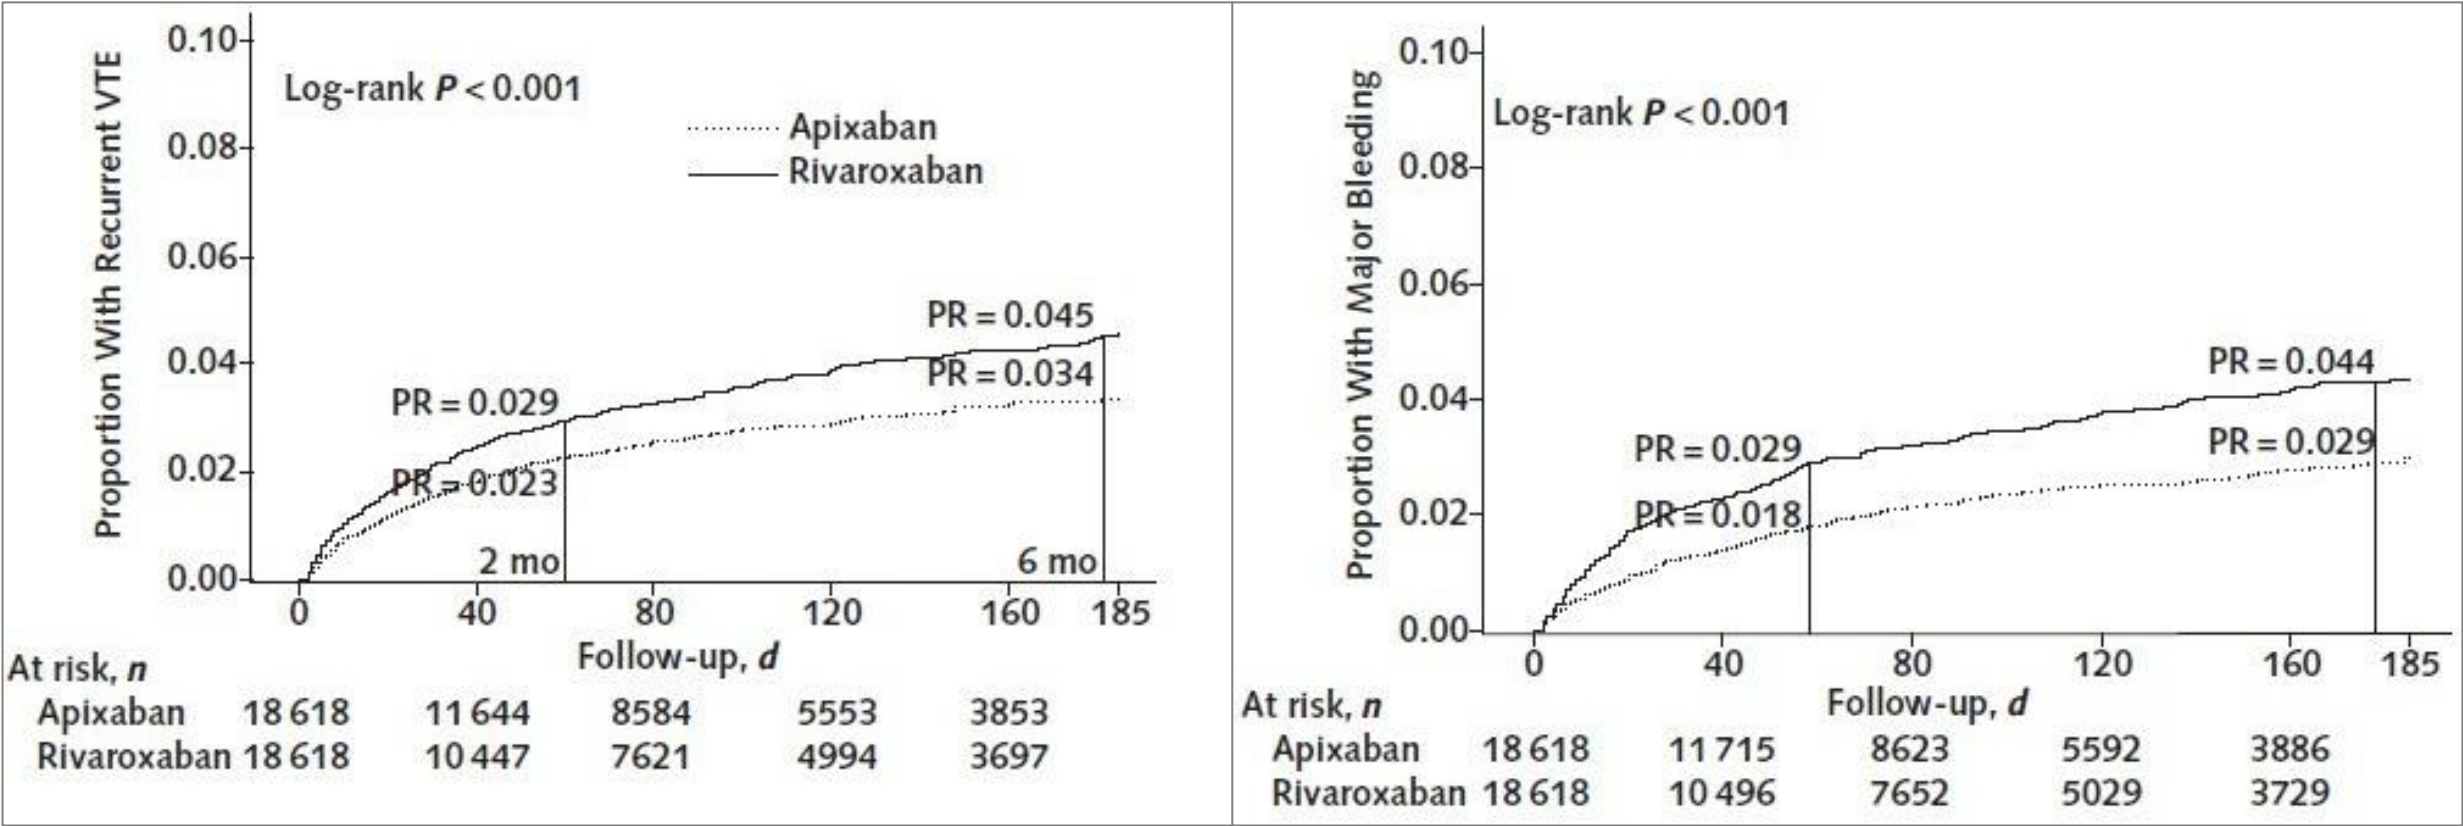 Proportion With Recurrent VTE
0.10
0.08
0.06
0.04
0.02
0.00
Log-rank P < 0.001
Apixaban
Rivaroxaban
PR = 0.045
PR = 0.034
PR = 0.029
PR = 0.023
2 mo
6 mo
0 40 80 120 160 185
Follow-up, d
At risk, n
Apixaban 18 618 11 644 8584 5553 3853
Rivaroxaban 18 618 10 447 7621 4994 3697
Proportion With Major Bleeding
0.10
0.08
0.06
0.04
0.02
0.00
Log-rank P < 0.001
PR = 0.044
PR = 0.029
PR = 0.029
PR = 0.018
0 40 80 120 160 185
Follow-up, d
At risk, n
Apixaban 18 618 11 715 8623 5592 3886
Rivaroxaban 18 618 10 496 7652 5029 3729